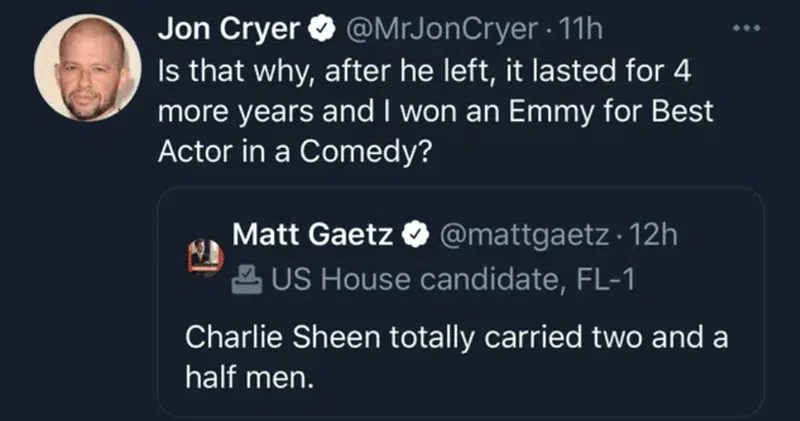 Jon Cryer @MrJonCryer · 11h
Is that why, after he left, it lasted for 4
more years and I won an Emmy for Best
Actor in a Comedy?
Matt Gaetz @mattgaetz · 12h
US House candidate, FL-1
Charlie Sheen totally carried two and a
half men.